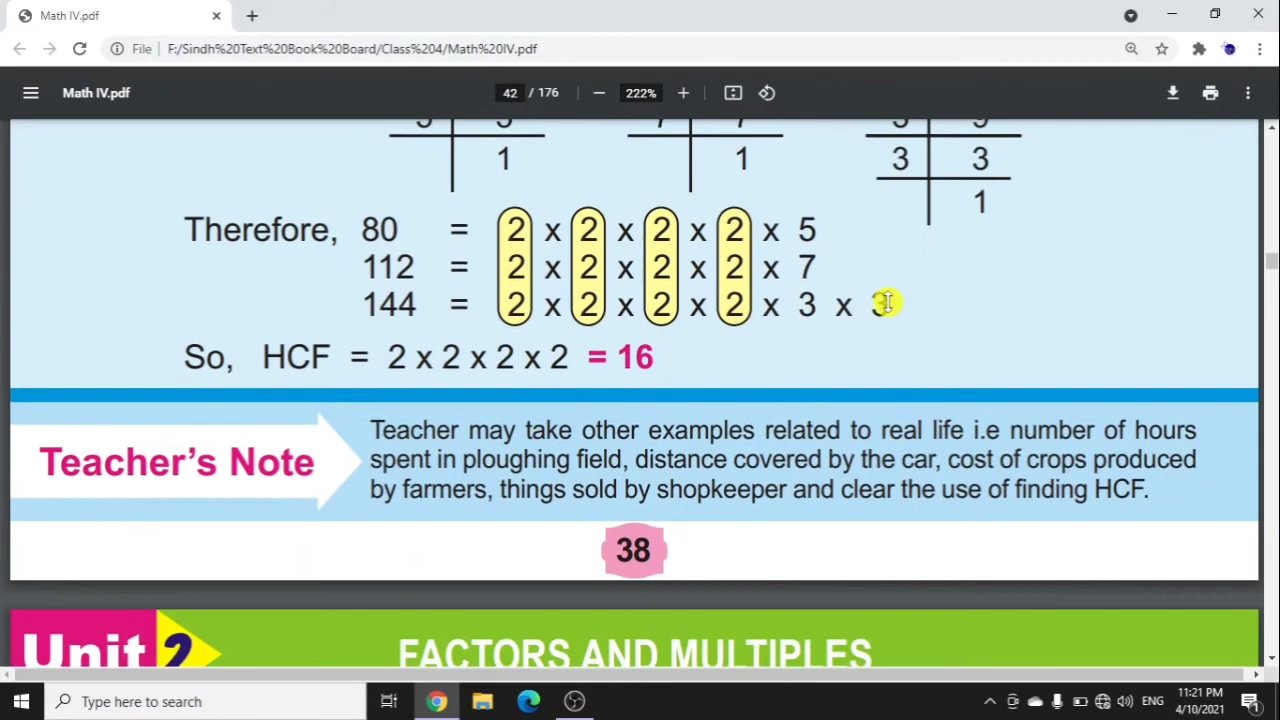 Math IV.pdf
File F:/Sindh%20Text%20Book%20Board/Class%204/Math%20IV.pdf
Math IV.pdf 42 / 176 222%
3 9
1 1 3 3
1
Therefore, 80 = 2 x 2 x 2 x 2 x 5
112 = 2 x 2 x 2 x 2 x 7
144 = 2 x 2 x 2 x 2 x 3 x 3
So, HCF = 2 x 2 x 2 x 2 = 16
Teacher's Note
Teacher may take other examples related to real life i.e number of hours
spent in ploughing field, distance covered by the car, cost of crops produced
by farmers, things sold by shopkeeper and clear the use of finding HCF.
38
Unit 2 FACTORS AND MULTIPLES
Type here to search
ENG
11:21 PM
4/10/2021